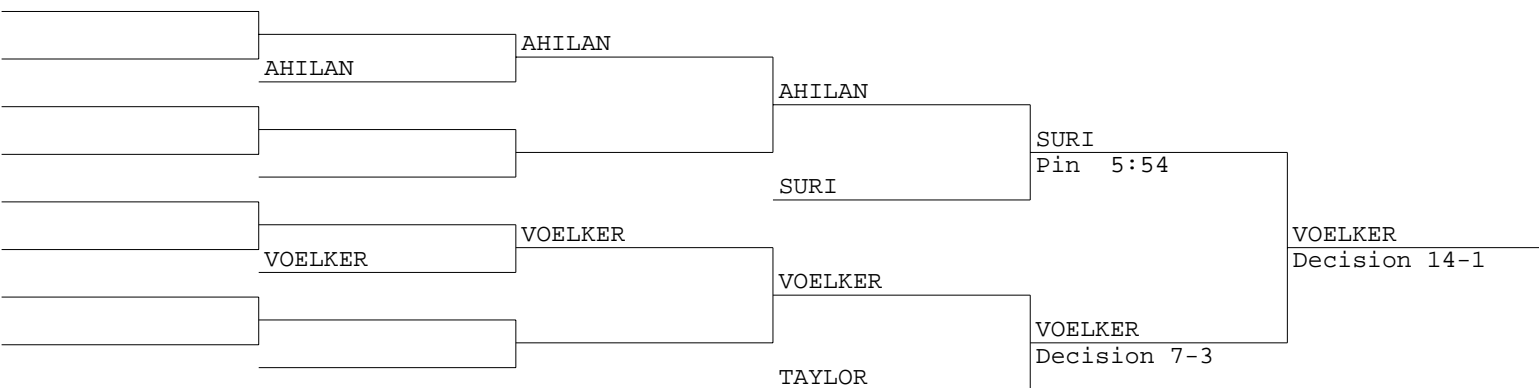 AHILAN
AHILAN
AHILAN
SURI
Pin 5:54
SURI
VOELKER
VOELKER
Decision 14-1
VOELKER
VOELKER
VOELKER
Decision 7-3
TAYLOR